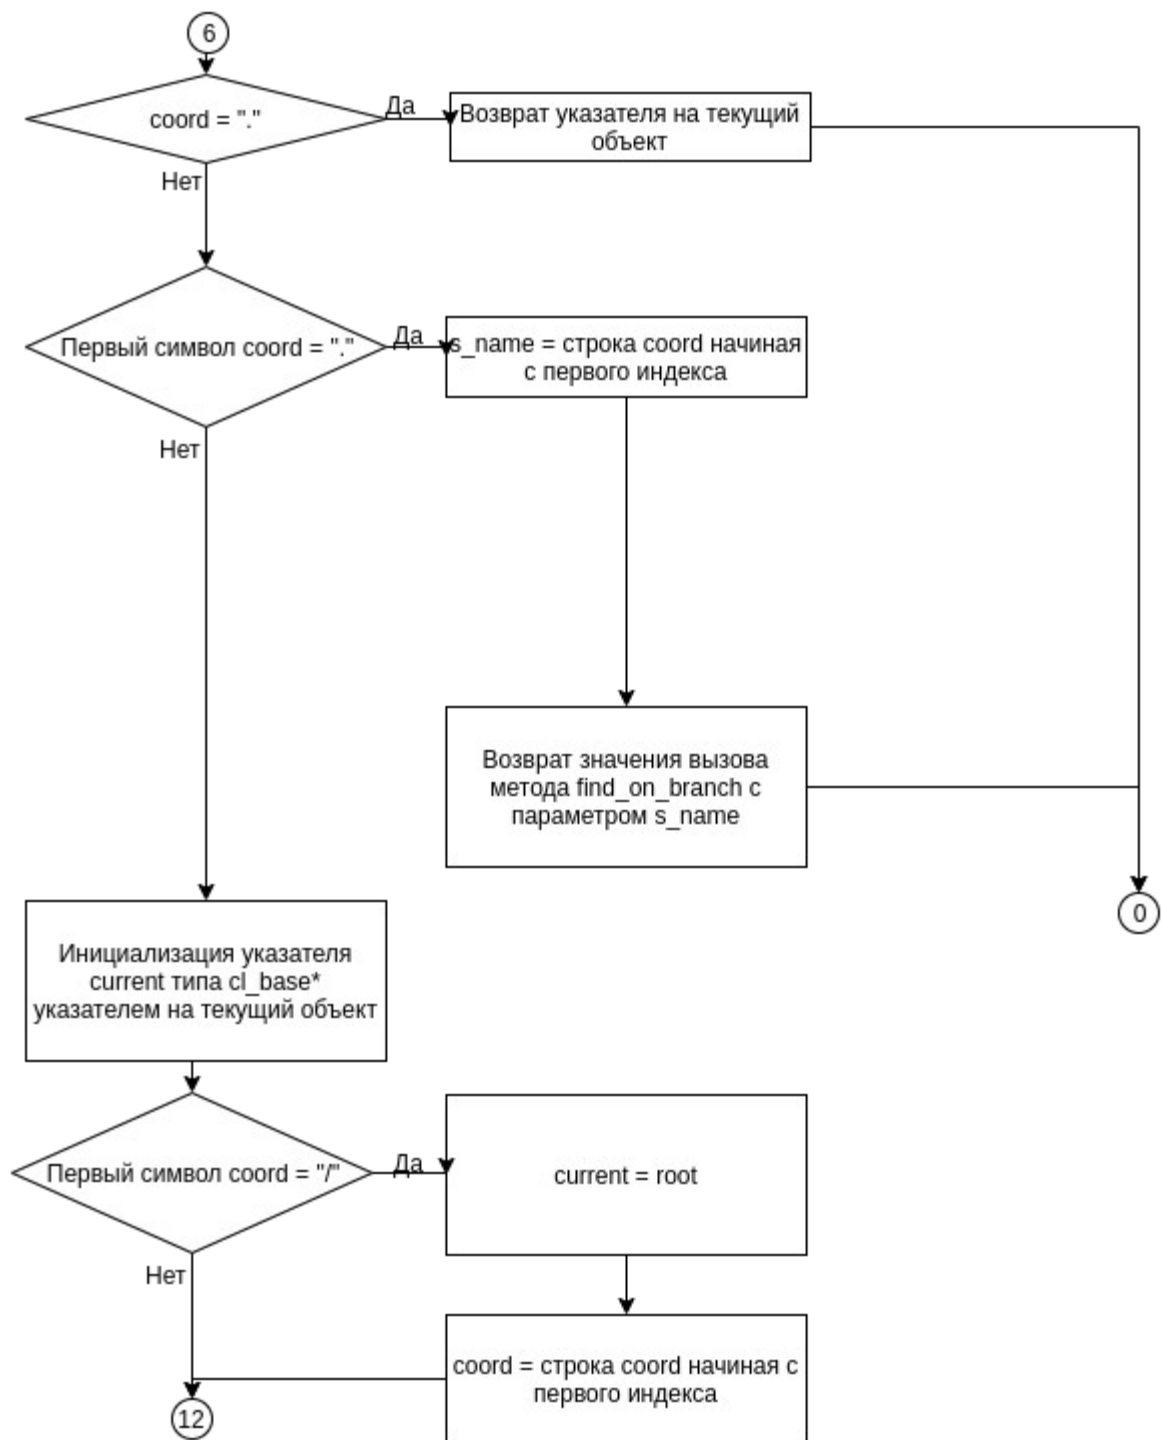 6
coord = "."
Да
Возврат указателя на текущий
объект
Нет
Первый символ coord = "."
Да
s_name = строка coord начиная
с первого индекса
Нет
Возврат значения вызова
метода find_on_branch с
параметром s_name
0
Инициализация указателя
current типа cl_base*
указателем на текущий объект
Первый символ coord = "/"
Да
current = root
Нет
coord = строка coord начиная с
первого индекса
12